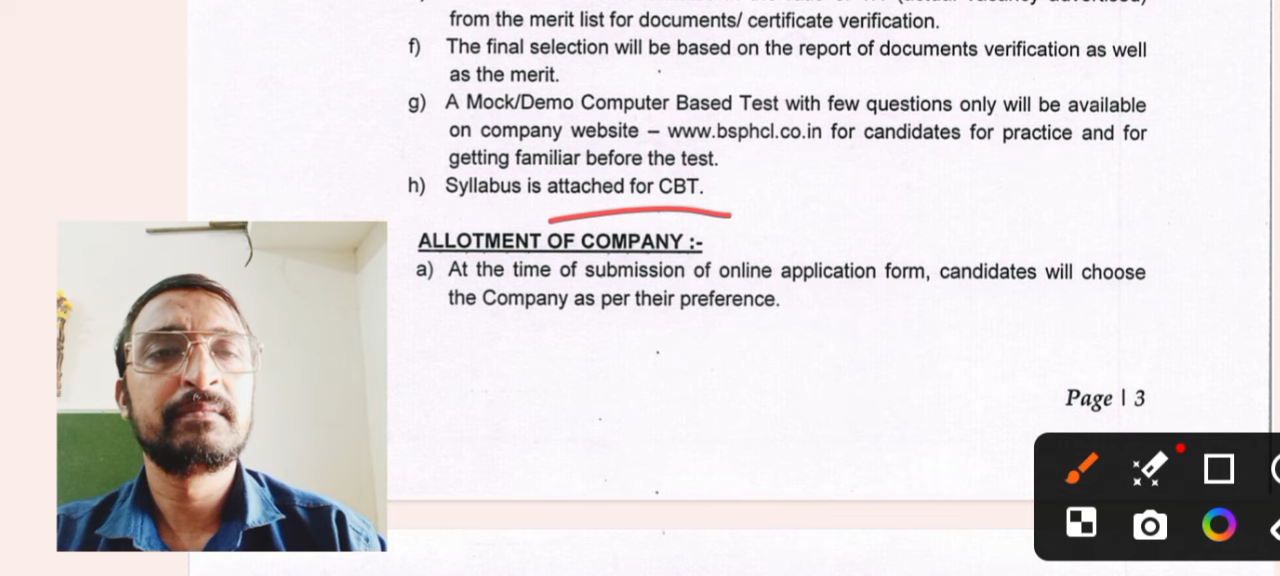 from the merit list for documents/ certificate verification.
f) The final selection will be based on the report of documents verification as well
as the merit.
g) A Mock/Demo Computer Based Test with few questions only will be available
on company website – www.bsphcl.co.in for candidates for practice and for
getting familiar before the test.
h) Syllabus is attached for CBT.
ALLOTMENT OF COMPANY :-
a) At the time of submission of online application form, candidates will choose
the Company as per their preference.
Page | 3